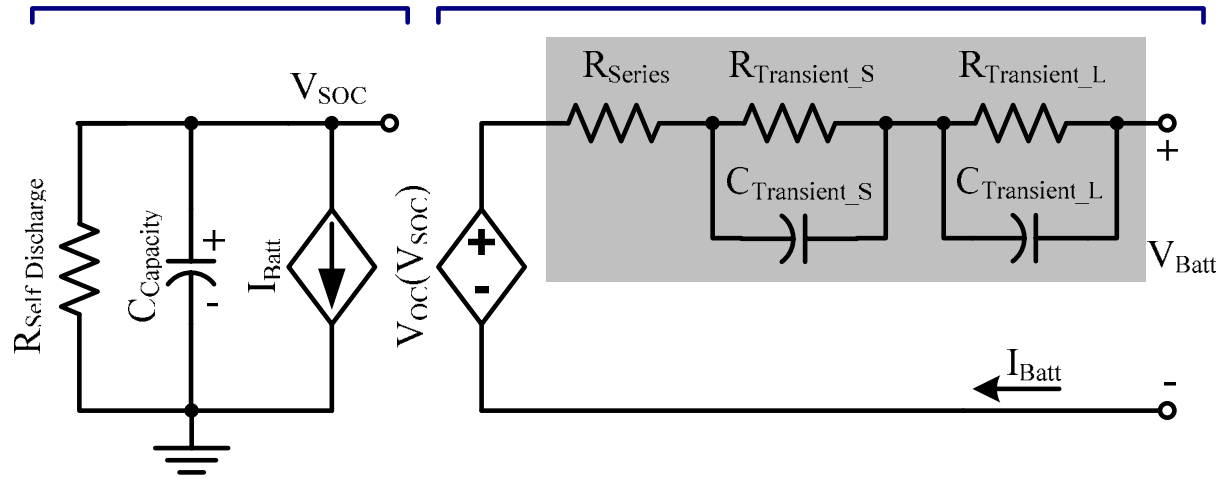 V_SOC
R_Self Discharge
C_Capacity
+
-
I_Batt
V_OC(V_SOC)
+
-
R_Series
R_Transient_S
R_Transient_L
C_Transient_S
C_Transient_L
+
V_Batt
-
I_Batt